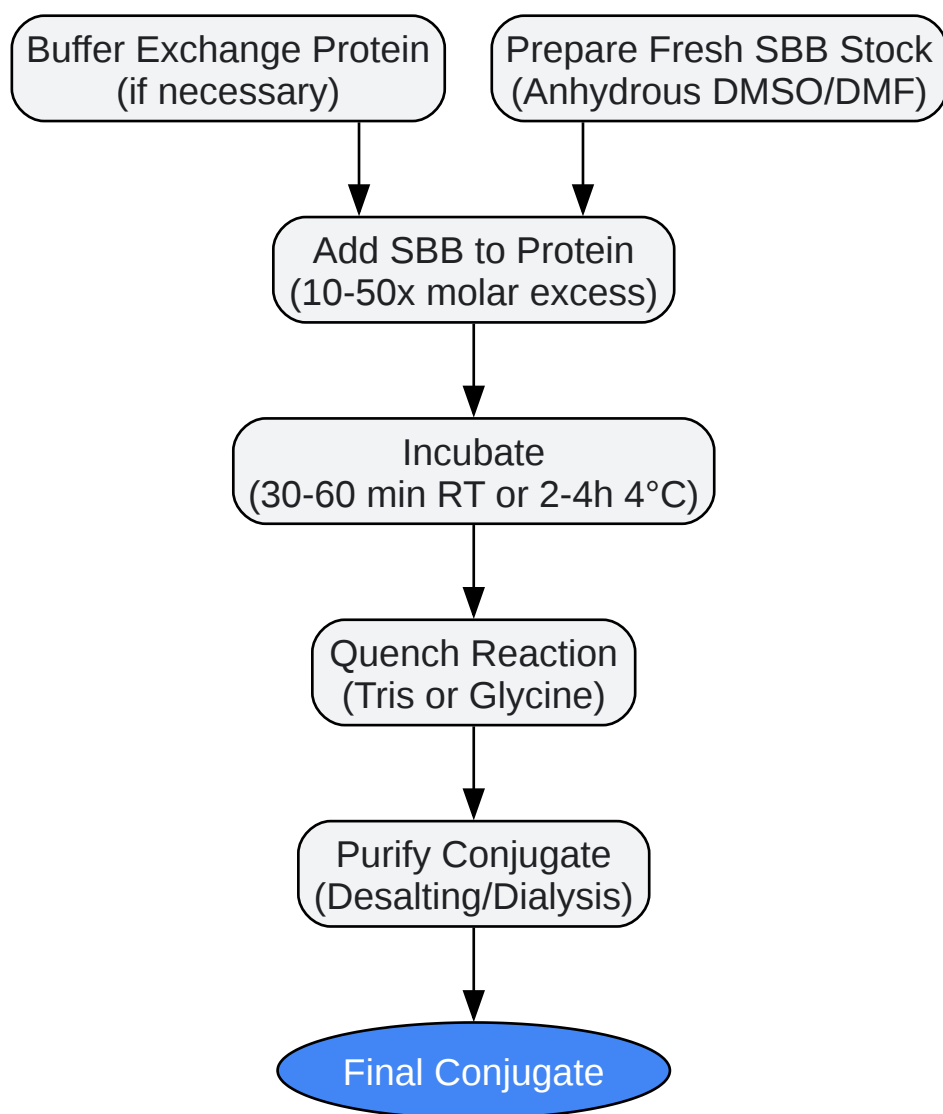 Buffer Exchange Protein
(if necessary)
Prepare Fresh SBB Stock
(Anhydrous DMSO/DMF)
Add SBB to Protein
(10-50x molar excess)
Incubate
(30-60 min RT or 2-4h 4°C)
Quench Reaction
(Tris or Glycine)
Purify Conjugate
(Desalting/Dialysis)
Final Conjugate